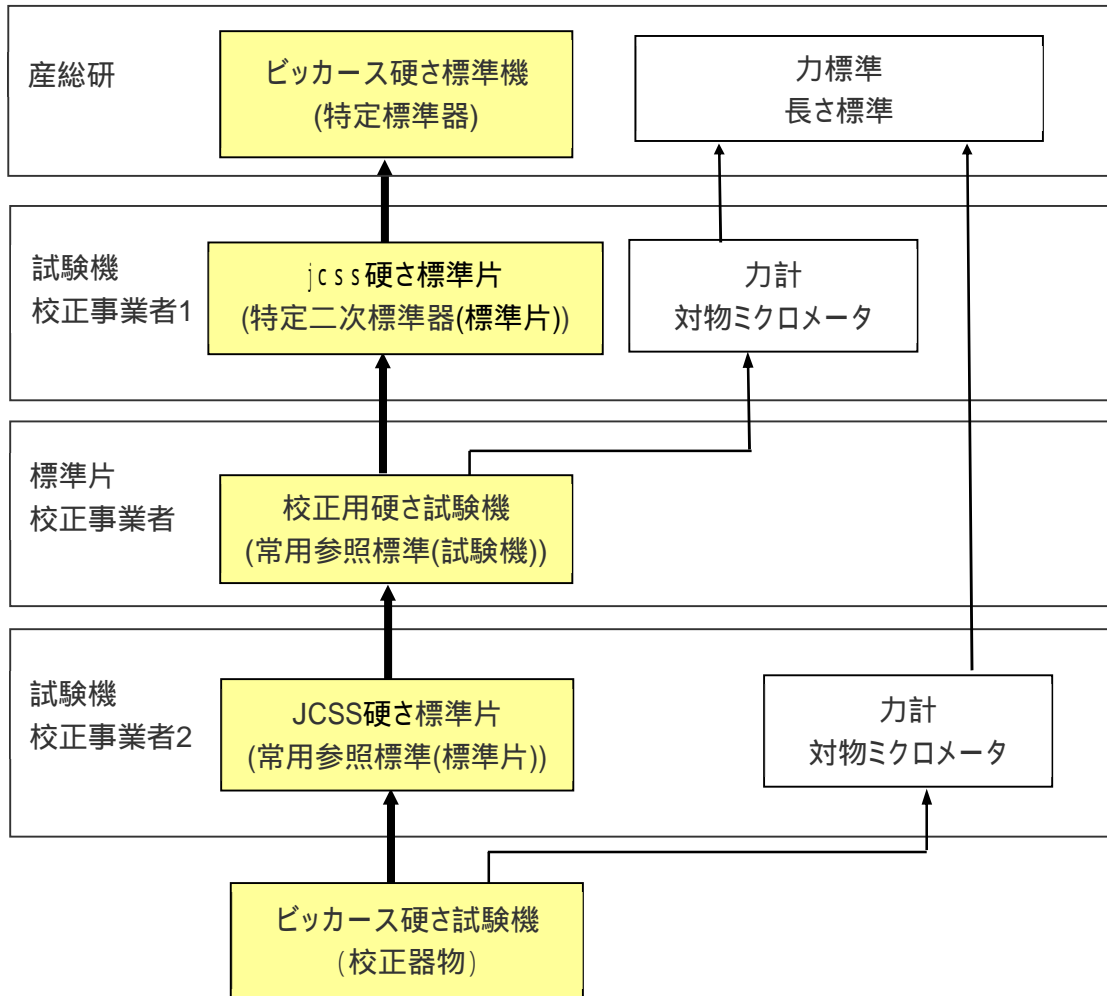 産総研
ビッカース硬さ標準機
(特定標準器)
力標準
長さ標準
試験機
校正事業者1
jcss硬さ標準片
(特定二次標準器(標準片))
力計
対物ミクロメータ
標準片
校正事業者
校正用硬さ試験機
(常用参照標準(試験機))
試験機
校正事業者2
JCSS硬さ標準片
(常用参照標準(標準片))
力計
対物ミクロメータ
ビッカース硬さ試験機
(校正器物)